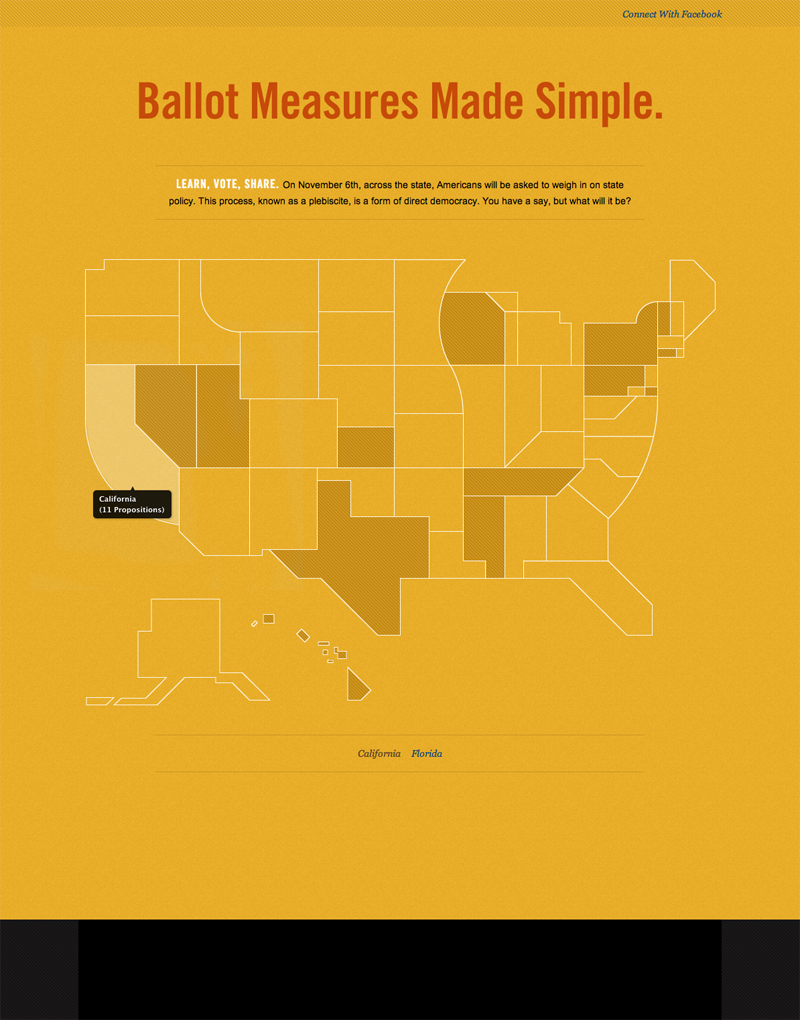 Connect With Facebook
Ballot Measures Made Simple.
LEARN, VOTE, SHARE. On November 6th, across the state, Americans will be asked to weigh in on state
policy. This process, known as a plebiscite, is a form of direct democracy. You have a say, but what will it be?
California
(11 Propositions)
California Florida